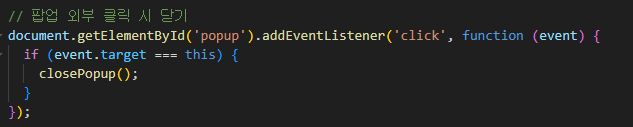 // 팝업 외부 클릭 시 닫기
document.getElementById('popup').addEventListener('click', function (event) {
  if (event.target === this) {
    closePopup();
  }
});